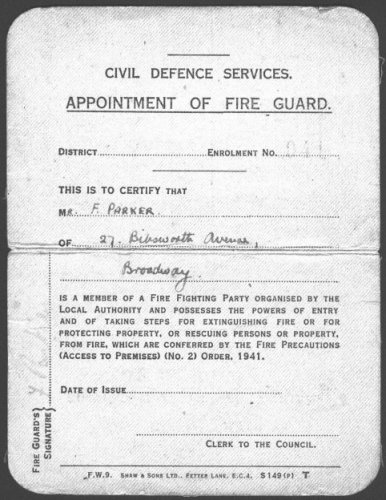 CIVIL DEFENCE SERVICES.
APPOINTMENT OF FIRE GUARD.
DISTRICT ENROLMENT No.
THIS IS TO CERTIFY THAT
MR. F. PARKER.
OF 27. Bibsworth Avenue,
Broadway.
IS A MEMBER OF A FIRE FIGHTING PARTY ORGANISED BY THE
LOCAL AUTHORITY AND POSSESSES THE POWERS OF ENTRY
AND OF TAKING STEPS FOR EXTINGUISHING FIRE OR FOR
PROTECTING PROPERTY, OR RESCUING PERSONS OR PROPERTY,
FROM FIRE, WHICH ARE CONFERRED BY THE FIRE PRECAUTIONS
(ACCESS TO PREMISES) (No. 2) ORDER, 1941.
DATE OF ISSUE
CLERK TO THE COUNCIL.
FIRE GUARD'S
SIGNATURE
F.W.9. SHAW & SONS LTD., FETTER LANE, E.C.4. S 149 (P) T